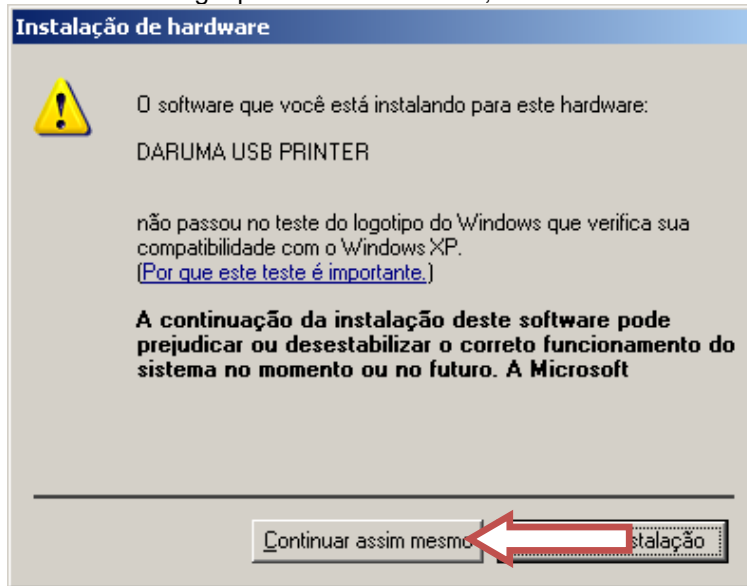 Instalação de hardware
O software que você está instalando para este hardware:
DARUMA USB PRINTER
não passou no teste do logotipo do Windows que verifica sua
compatibilidade com o Windows XP.
(Por que este teste é importante.)
A continuação da instalação deste software pode
prejudicar ou desestabilizar o correto funcionamento do
sistema no momento ou no futuro. A Microsoft
Continuar assim mesmo
stalação